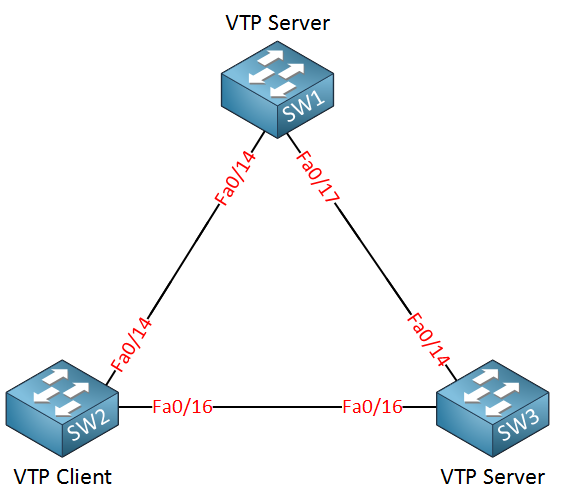 VTP Server
SW1
Fa0/14
Fa0/17
Fa0/14
Fa0/14
SW2
Fa0/16
Fa0/16
SW3
VTP Client
VTP Server